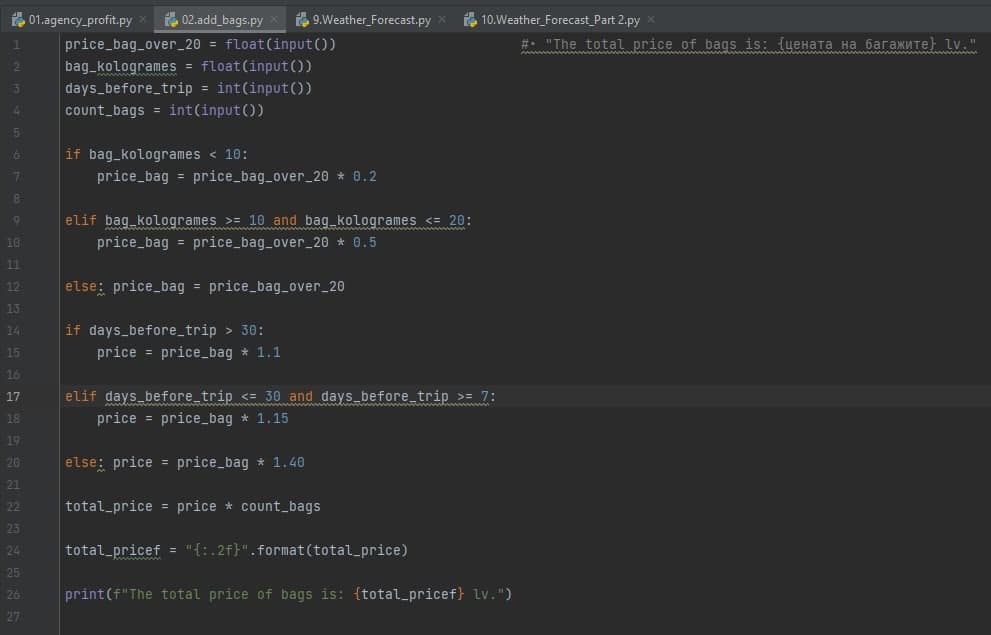 01.agency_profit.py × 02.add_bags.py × 9.Weather_Forecast.py × 10.Weather_Forecast_Part 2.py ×
1 price_bag_over_20 = float(input()) #• "The total price of bags is: {цената на багажите} lv."
2 bag_kologrames = float(input())
3 days_before_trip = int(input())
4 count_bags = int(input())
5
6 if bag_kologrames < 10:
7 price_bag = price_bag_over_20 * 0.2
8
9 elif bag_kologrames >= 10 and bag_kologrames <= 20:
10 price_bag = price_bag_over_20 * 0.5
11
12 else: price_bag = price_bag_over_20
13
14 if days_before_trip > 30:
15 price = price_bag * 1.1
16
17 elif days_before_trip <= 30 and days_before_trip >= 7:
18 price = price_bag * 1.15
19
20 else: price = price_bag * 1.40
21
22 total_price = price * count_bags
23
24 total_pricef = "{:.2f}".format(total_price)
25
26 print(f"The total price of bags is: {total_pricef} lv.")
27